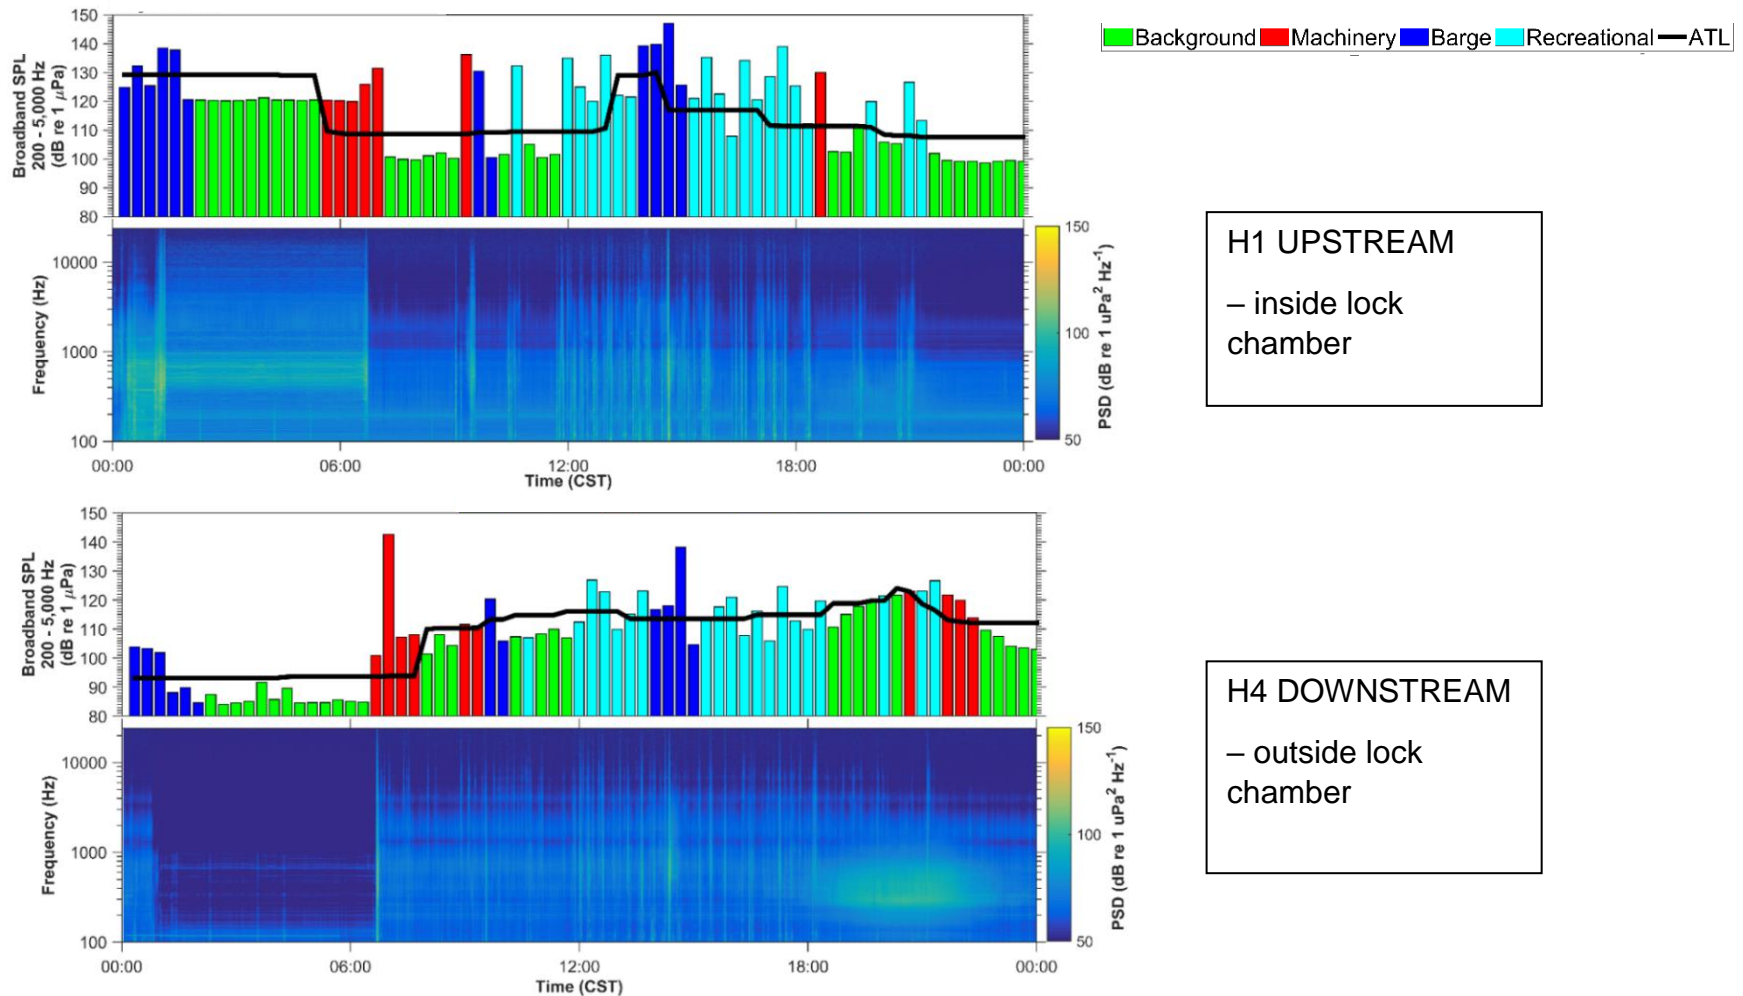 Background Machinery Barge Recreational ATL
150
140
130
120
110
100
90
80
Broadband SPL
200 - 5,000 Hz
(dB re 1 μPa)
10000
1000
100
Frequency (Hz)
00:00 06:00 12:00 18:00 00:00
Time (CST)
150
100
50
PSD (dB re 1 uPa² Hz⁻¹)
H1 UPSTREAM
– inside lock
chamber
150
140
130
120
110
100
90
80
Broadband SPL
200 - 5,000 Hz
(dB re 1 μPa)
10000
1000
100
Frequency (Hz)
00:00 06:00 12:00 18:00 00:00
Time (CST)
150
100
50
PSD (dB re 1 uPa² Hz⁻¹)
H4 DOWNSTREAM
– outside lock
chamber